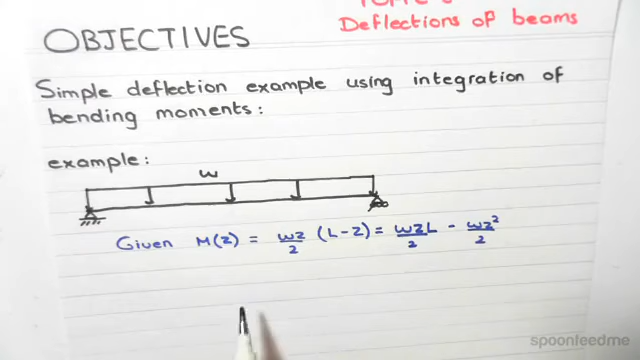 OBJECTIVES
Deflections of beams
Simple deflection example using integration of
bending moments:
example:
w
Given M(z) = wz/2 (L-z) = wzL/2 - wz²/2
spoonfeedme